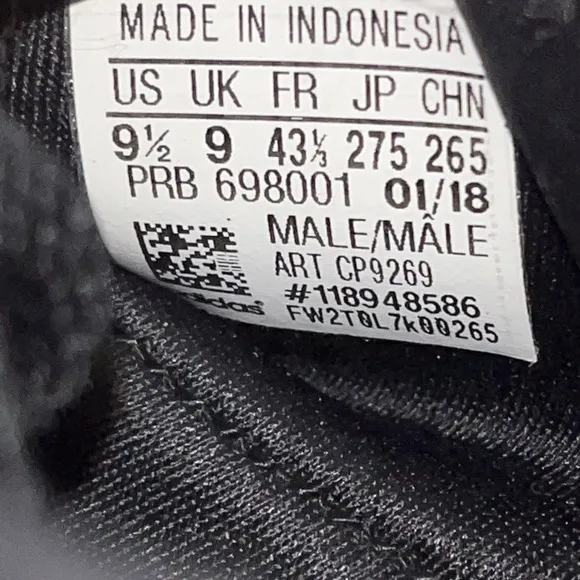 MADE IN INDONESIA
US UK FR JP CHN
9½ 9 43⅓ 275 265
PRB 698001 01/18
MALE/MÂLE
ART CP9269
#118948586
adidas
FW2T0L7k00265